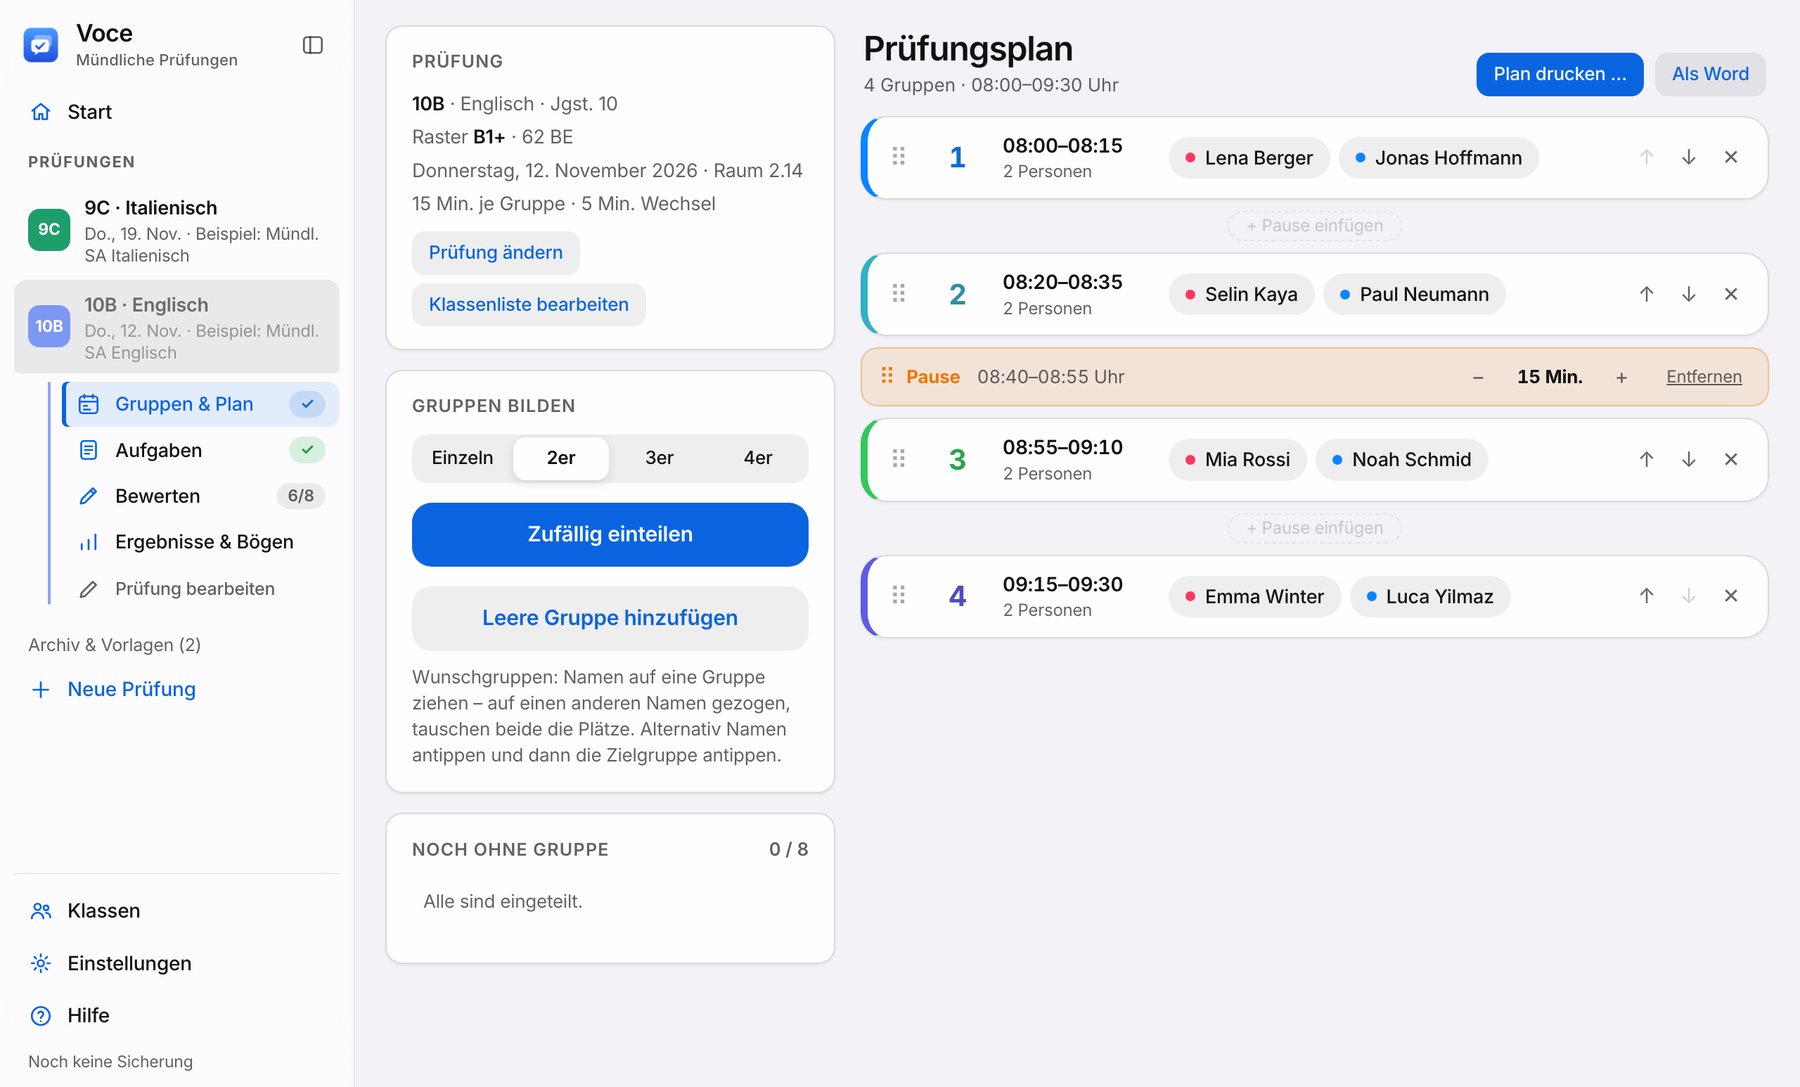 Voce
Mündliche Prüfungen
Start
PRÜFUNGEN
9C
9C · Italienisch
Do., 19. Nov. · Beispiel: Mündl.
SA Italienisch
10B
10B · Englisch
Do., 12. Nov. · Beispiel: Mündl.
SA Englisch
Gruppen & Plan
Aufgaben
Bewerten 6/8
Ergebnisse & Bögen
Prüfung bearbeiten
Archiv & Vorlagen (2)
+ Neue Prüfung
Klassen
Einstellungen
Hilfe
Noch keine Sicherung
PRÜFUNG
10B · Englisch · Jgst. 10
Raster B1+ · 62 BE
Donnerstag, 12. November 2026 · Raum 2.14
15 Min. je Gruppe · 5 Min. Wechsel
Prüfung ändern
Klassenliste bearbeiten
GRUPPEN BILDEN
Einzeln 2er 3er 4er
Zufällig einteilen
Leere Gruppe hinzufügen
Wunschgruppen: Namen auf eine Gruppe
ziehen – auf einen anderen Namen gezogen,
tauschen beide die Plätze. Alternativ Namen
antippen und dann die Zielgruppe antippen.
NOCH OHNE GRUPPE 0 / 8
Alle sind eingeteilt.
Prüfungsplan
4 Gruppen · 08:00–09:30 Uhr
Plan drucken ... Als Word
1 08:00–08:15 Lena Berger Jonas Hoffmann ↑ ↓ ×
2 Personen
+ Pause einfügen
2 08:20–08:35 Selin Kaya Paul Neumann ↑ ↓ ×
2 Personen
Pause 08:40–08:55 Uhr – 15 Min. + Entfernen
3 08:55–09:10 Mia Rossi Noah Schmid ↑ ↓ ×
2 Personen
+ Pause einfügen
4 09:15–09:30 Emma Winter Luca Yilmaz ↑ ↓ ×
2 Personen